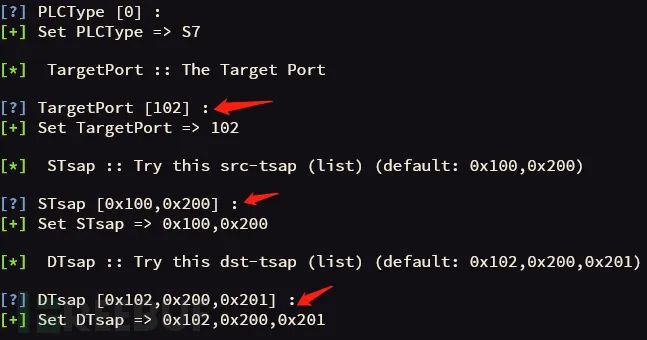 [?] PLCType [0] :
[+] Set PLCType => S7
[*]  TargetPort :: The Target Port
[?] TargetPort [102] :
[+] Set TargetPort => 102
[*]  STsap :: Try this src-tsap (list) (default: 0x100,0x200)
[?] STsap [0x100,0x200] :
[+] Set STsap => 0x100,0x200
[*]  DTsap :: Try this dst-tsap (list) (default: 0x102,0x200,0x201)
[?] DTsap [0x102,0x200,0x201] :
[+] Set DTsap => 0x102,0x200,0x201